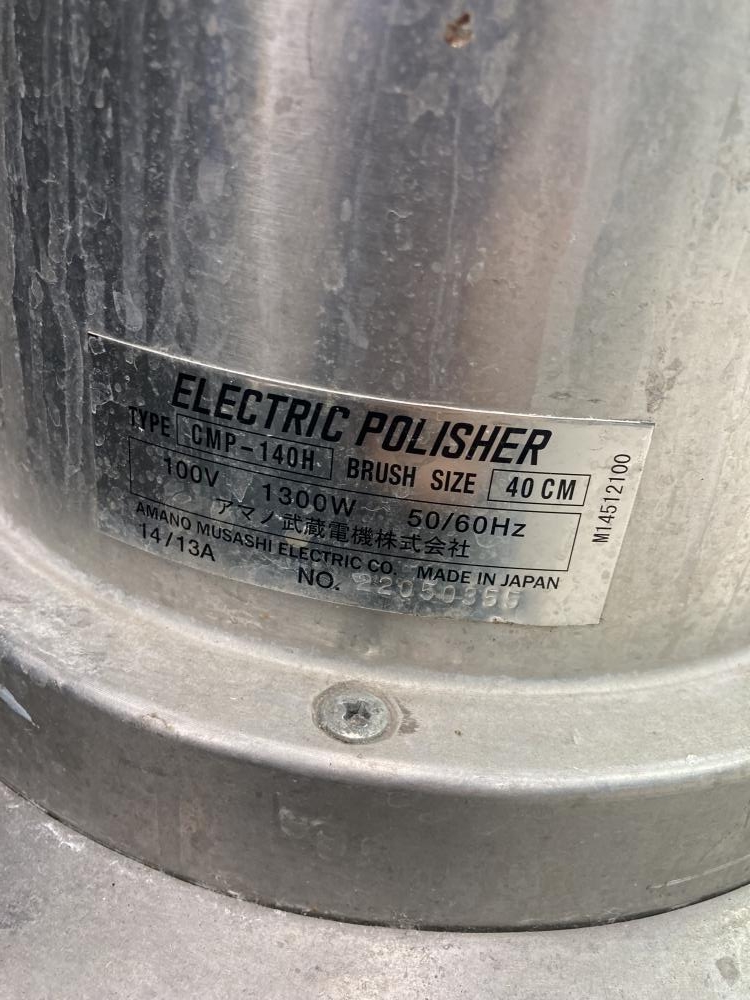 ELECTRIC POLISHER
TYPE CMP-140H BRUSH SIZE 40 CM
100V 1300W 50/60Hz
アマノ武蔵電機株式会社
AMANO MUSASHI ELECTRIC CO. MADE IN JAPAN
14/13A
NO.
M14512100